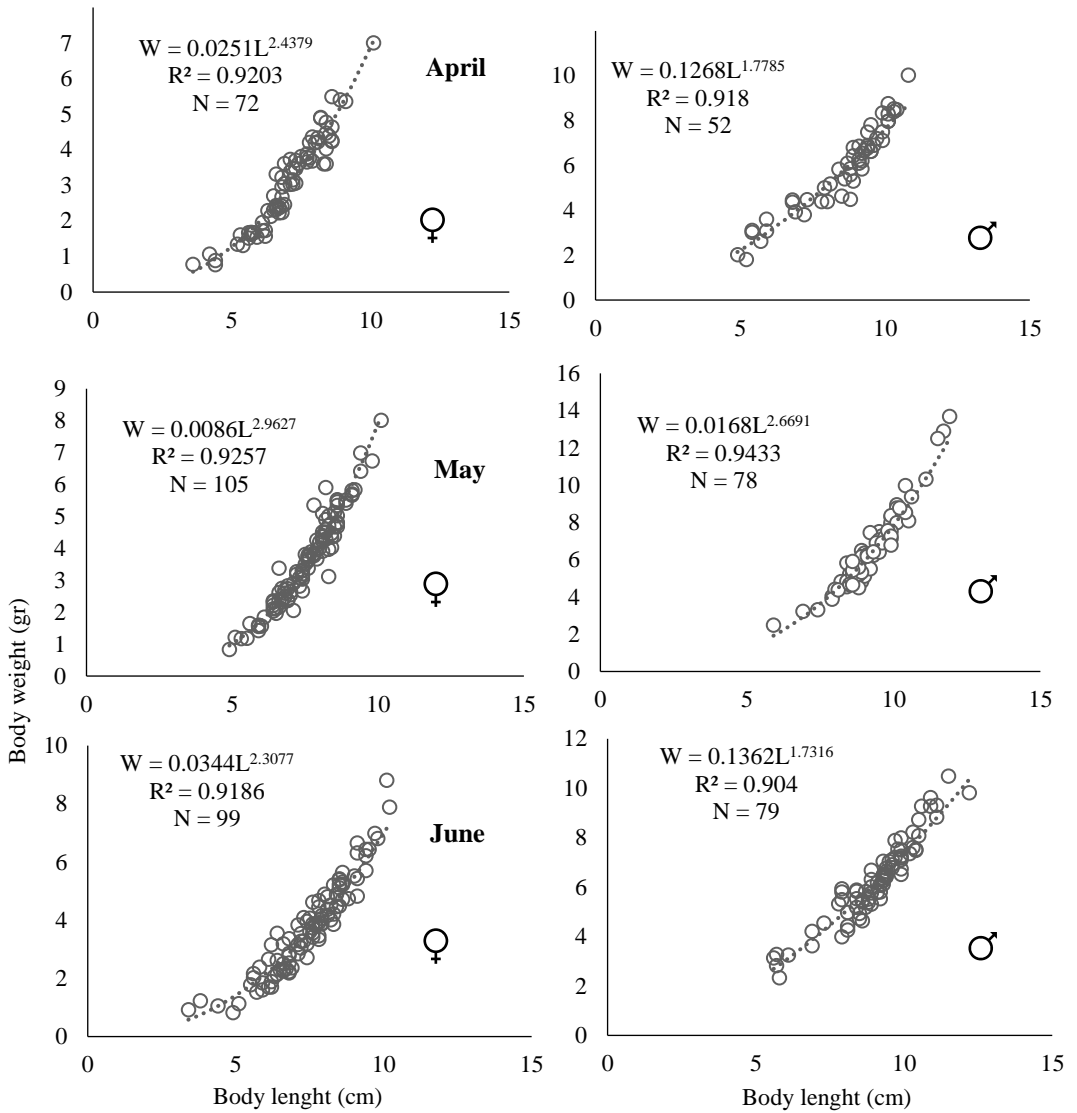 W = 0.0251L^2.4379
R² = 0.9203
N = 72
April
7
6
5
4
3
2
1
0
0 5 10 15
W = 0.1268L^1.7785
R² = 0.918
N = 52
10
8
6
4
2
0
0 5 10 15
W = 0.0086L^2.9627
R² = 0.9257
N = 105
May
9
8
7
6
5
4
3
2
1
0
0 5 10 15
W = 0.0168L^2.6691
R² = 0.9433
N = 78
16
14
12
10
8
6
4
2
0
0 5 10 15
Body weight (gr)
W = 0.0344L^2.3077
R² = 0.9186
N = 99
June
10
8
6
4
2
0
0 5 10 15
Body lenght (cm)
W = 0.1362L^1.7316
R² = 0.904
N = 79
12
10
8
6
4
2
0
0 5 10 15
Body lenght (cm)